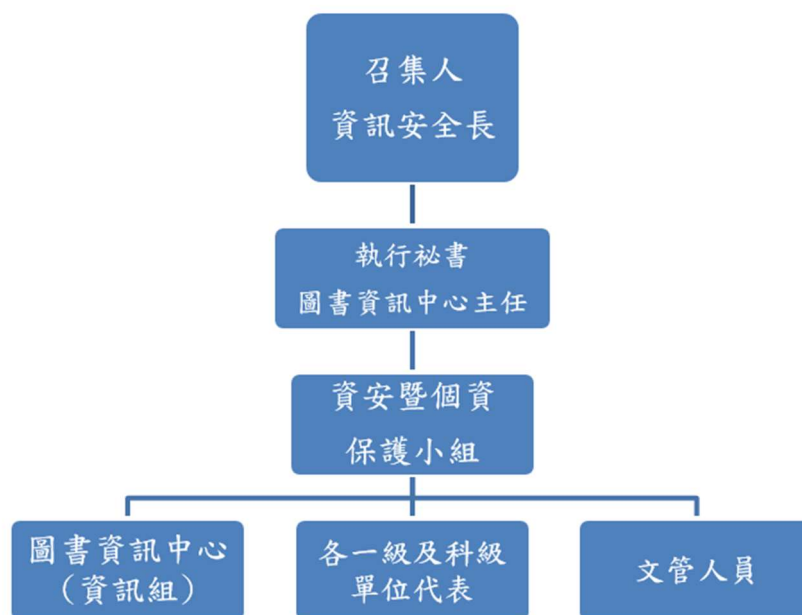 召集人
資訊安全長
執行祕書
圖書資訊中心主任
資安暨個資
保護小組
圖書資訊中心
(資訊組)
各一級及科級
單位代表
文管人員